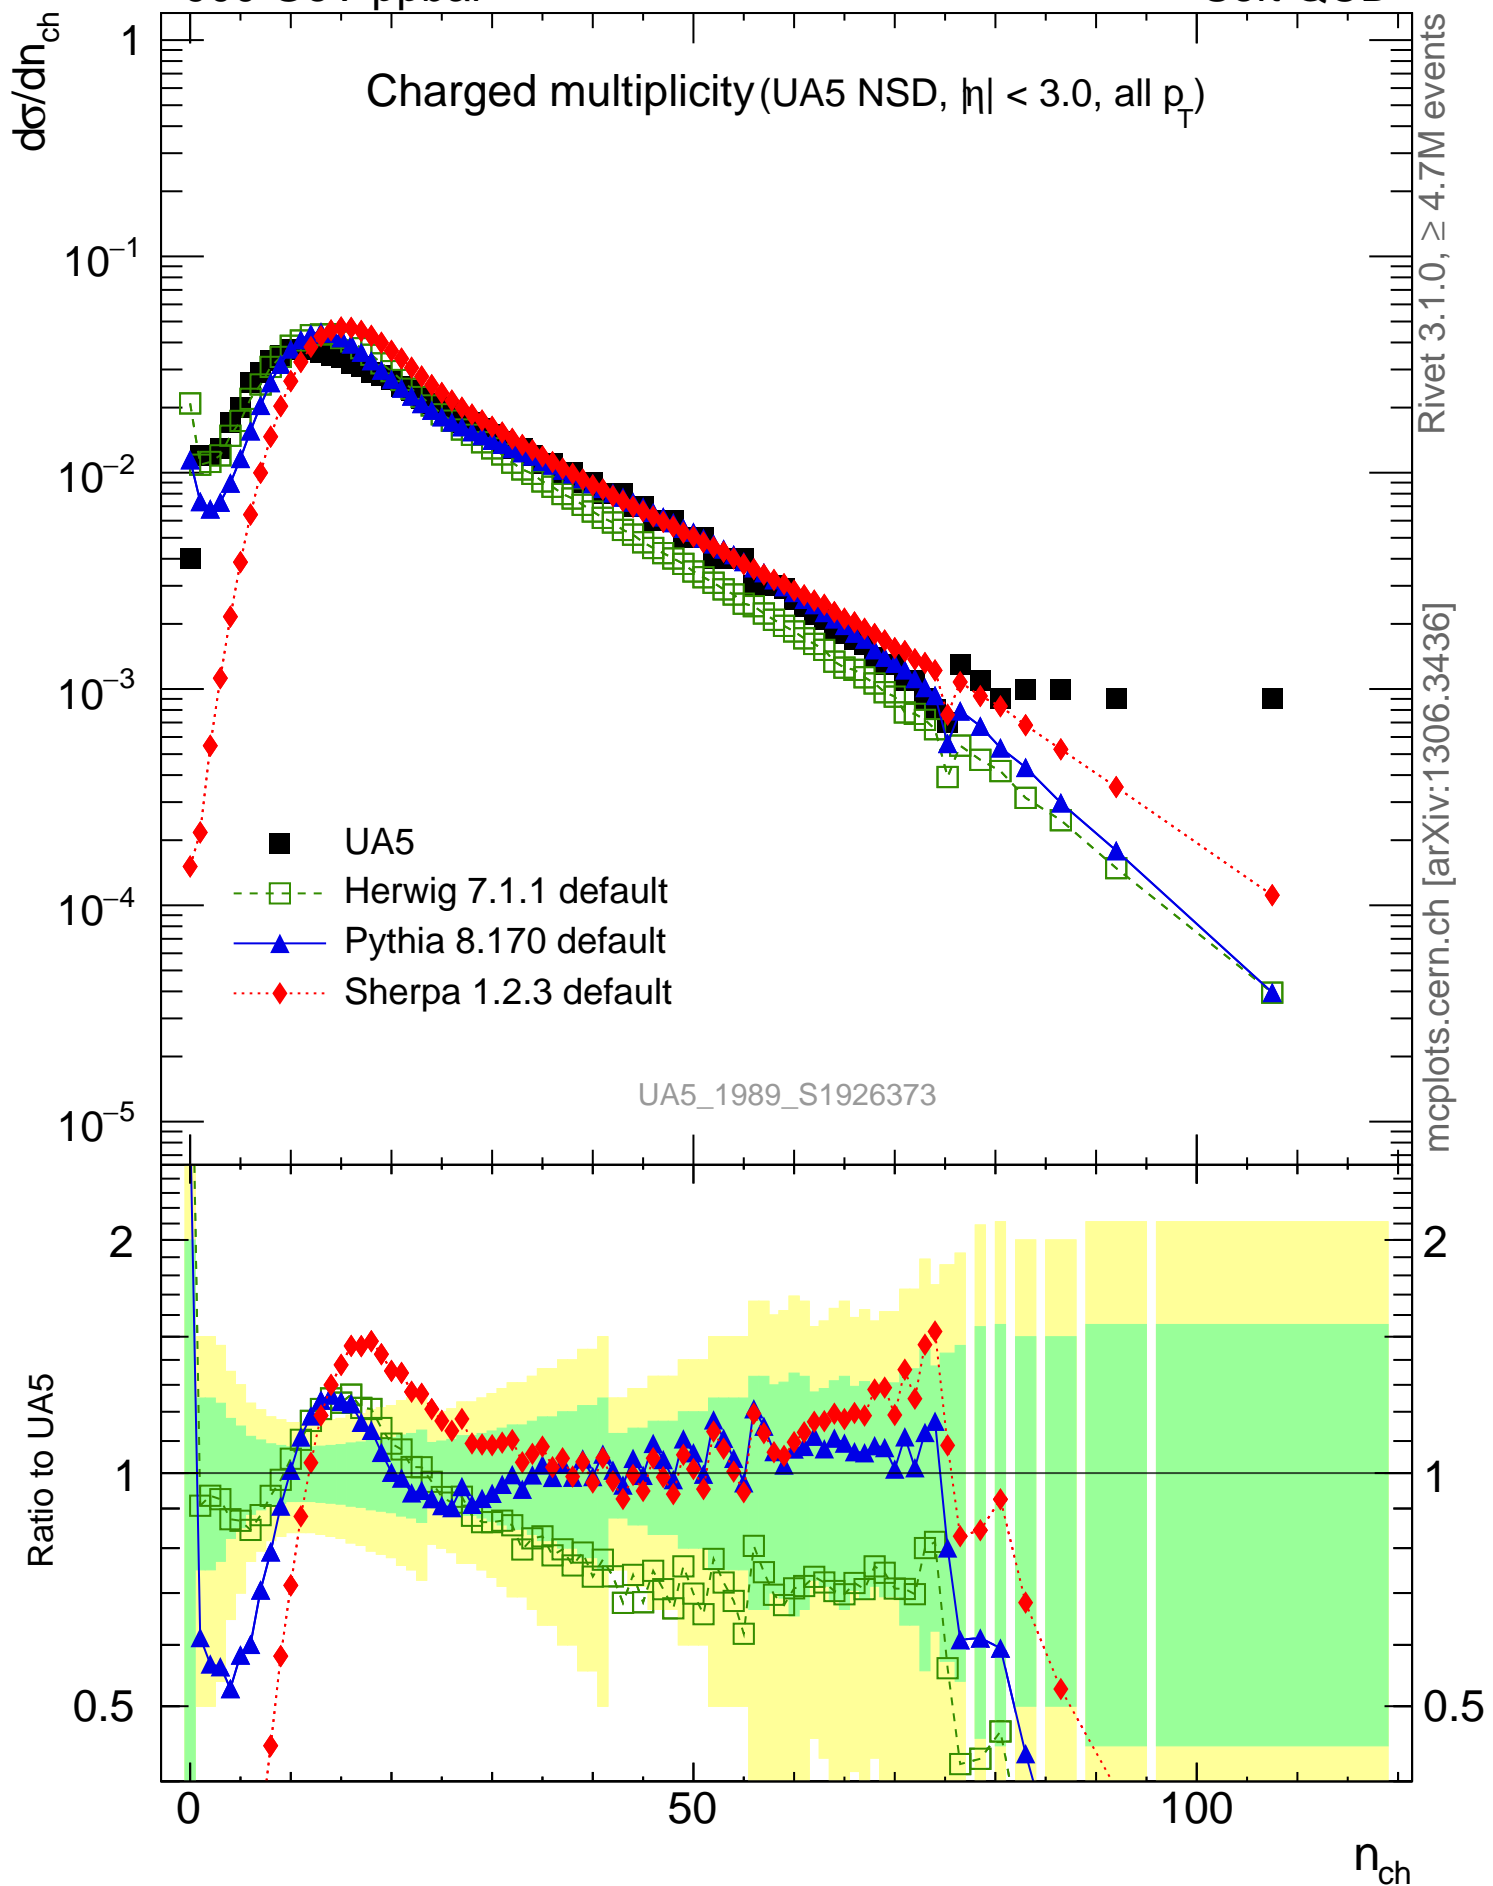 dσ/dn_ch
Charged multiplicity (UA5 NSD, |η| < 3.0, all p_T)
1
10^−1
10^−2
10^−3
10^−4
10^−5
UA5
Herwig 7.1.1 default
Pythia 8.170 default
Sherpa 1.2.3 default
UA5_1989_S1926373
Rivet 3.1.0, ≥ 4.7M events
mcplots.cern.ch [arXiv:1306.3436]
Ratio to UA5
2
1
0.5
2
1
0.5
0 50 100
n_ch